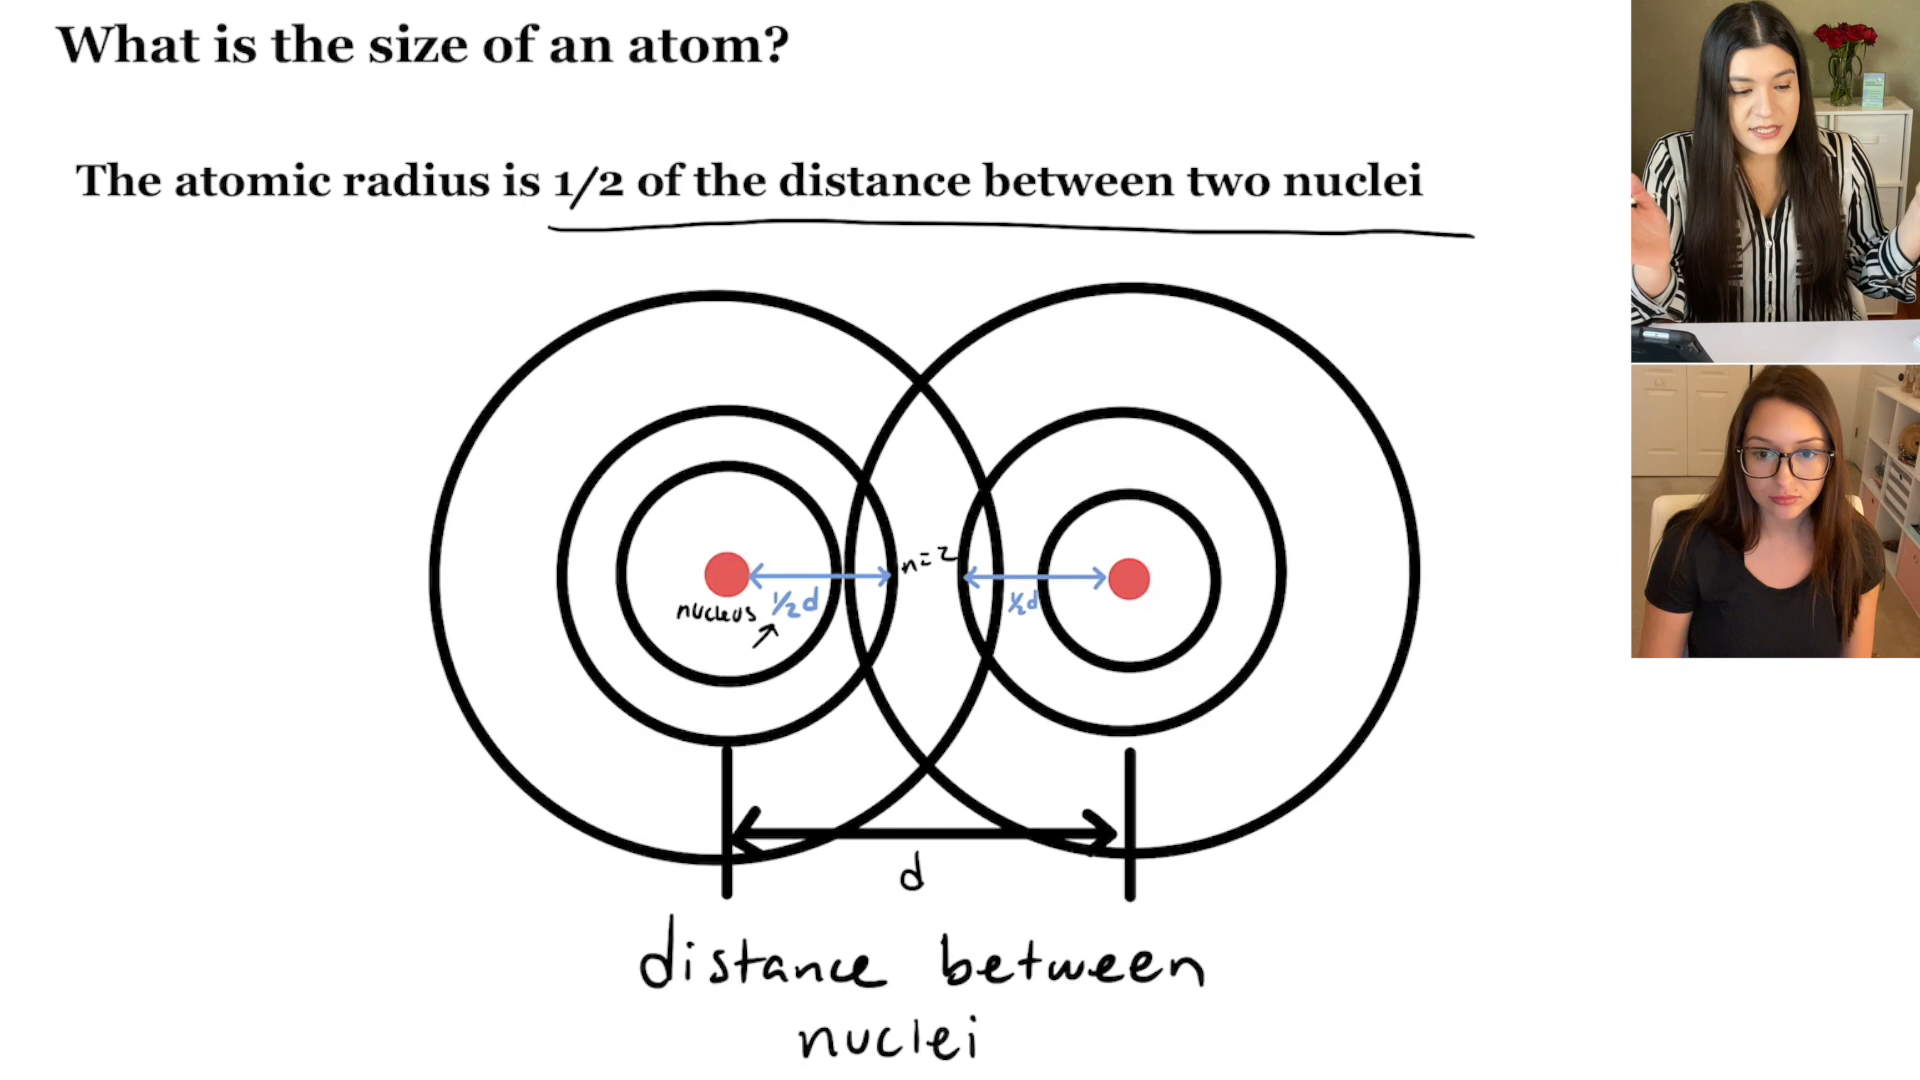 What is the size of an atom?
The atomic radius is 1/2 of the distance between two nuclei
n=2
nucleus
1/2d
1/2d
d
distance between
nuclei